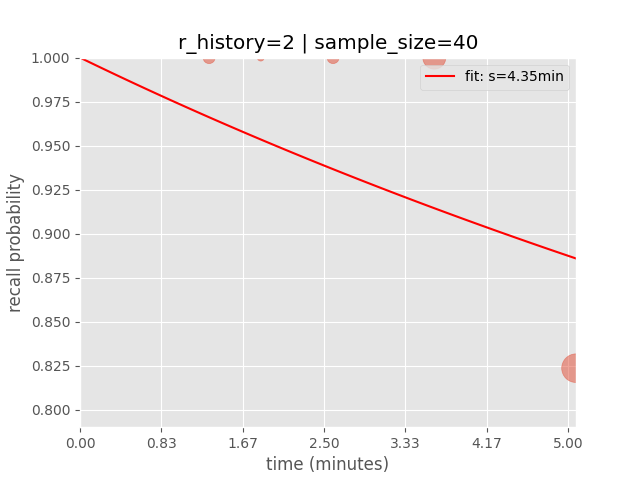 r_history=2 | sample_size=40
fit: s=4.35min
1.000
0.975
0.950
0.925
0.900
0.875
0.850
0.825
0.800
recall probability
0.00 0.83 1.67 2.50 3.33 4.17 5.00
time (minutes)